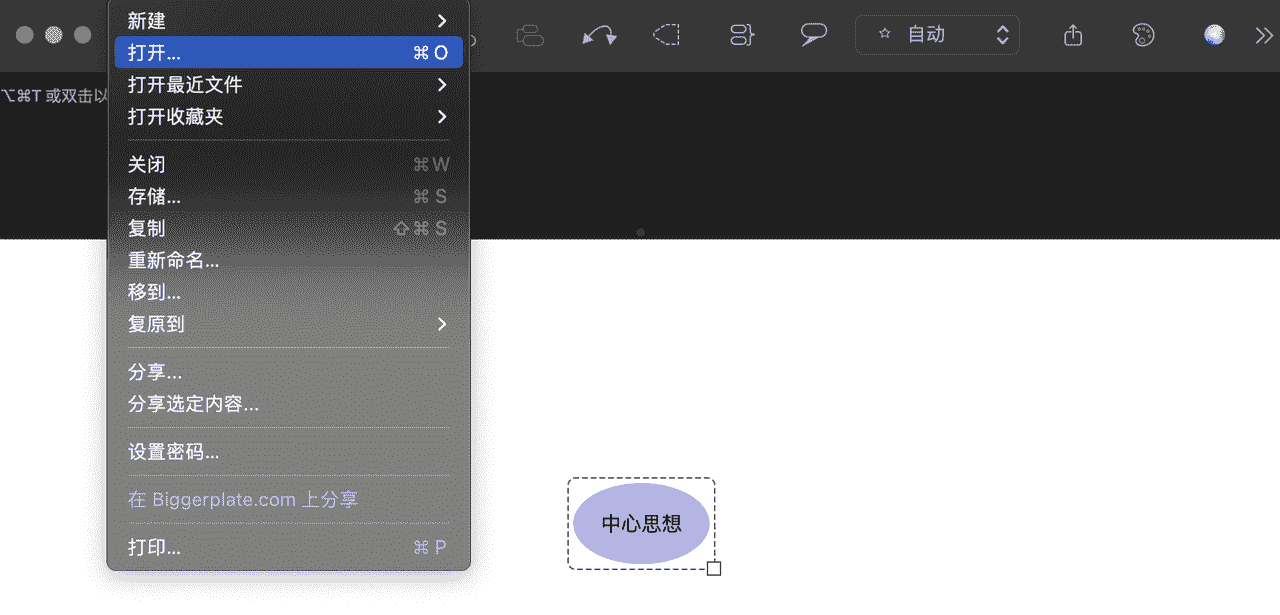 新建
打开... ⌘ O
打开最近文件
打开收藏夹
关闭 ⌘ W
存储... ⌘ S
复制 ⇧ ⌘ S
重新命名...
移到...
复原到
分享...
分享选定内容...
设置密码...
在 Biggerplate.com 上分享
打印... ⌘ P
自动
⌥⌘T 或双击以
中心思想